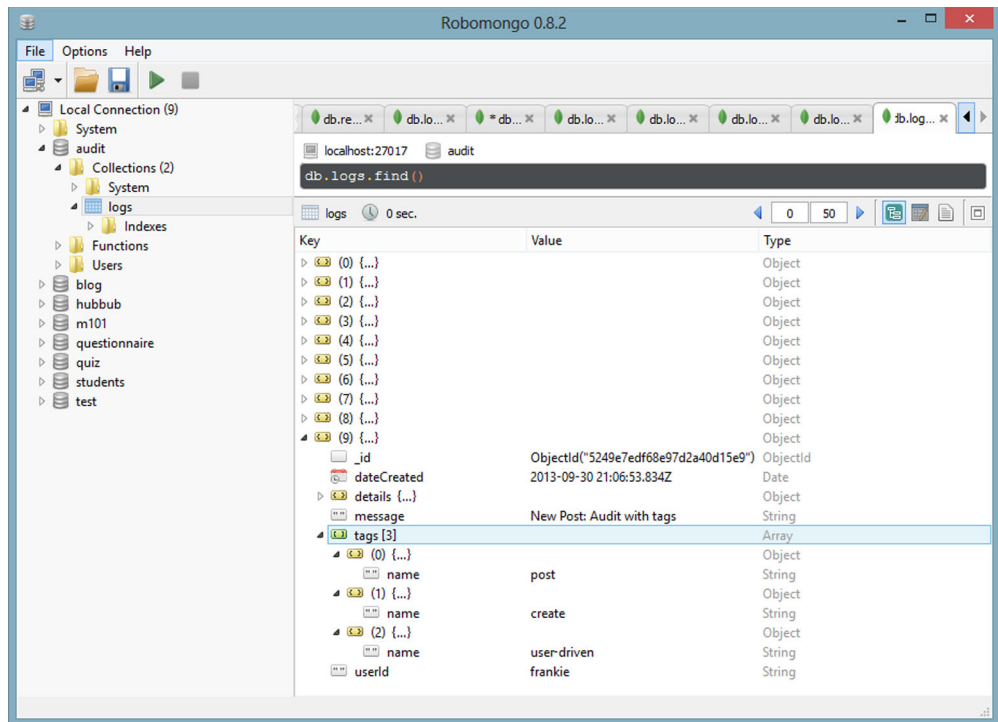 Robomongo 0.8.2
File Options Help
Local Connection (9)
System
audit
Collections (2)
System
logs
Indexes
Functions
Users
blog
hubbub
m101
questionnaire
quiz
students
test
db.re... db.lo... * db... db.lo... db.lo... db.lo... db.lo... db.log...
localhost:27017 audit
db.logs.find()
logs 0 sec. 0 50
Key Value Type
(0) {...} Object
(1) {...} Object
(2) {...} Object
(3) {...} Object
(4) {...} Object
(5) {...} Object
(6) {...} Object
(7) {...} Object
(8) {...} Object
(9) {...} Object
_id ObjectId("5249e7edf68e97d2a40d15e9") ObjectId
dateCreated 2013-09-30 21:06:53.834Z Date
details {...} Object
message New Post: Audit with tags String
tags [3] Array
(0) {...} Object
name post String
(1) {...} Object
name create String
(2) {...} Object
name user-driven String
userId frankie String